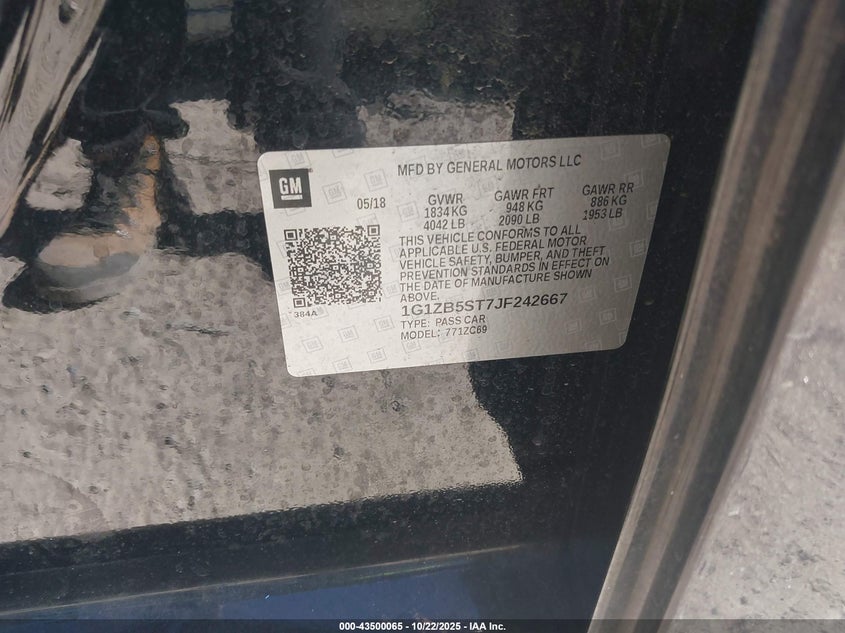 MFD BY GENERAL MOTORS LLC
GM
05/18
GVWR
1834 KG
4042 LB
GAWR FRT
948 KG
2090 LB
GAWR RR
886 KG
1953 LB
THIS VEHICLE CONFORMS TO ALL
APPLICABLE U.S. FEDERAL MOTOR
VEHICLE SAFETY, BUMPER, AND THEFT
PREVENTION STANDARDS IN EFFECT ON
THE DATE OF MANUFACTURE SHOWN
ABOVE.
384A
1G1ZB5ST7JF242667
TYPE: PASS CAR
MODEL: 771ZC69
000-43500065 - 10/22/2025 - IAA Inc.